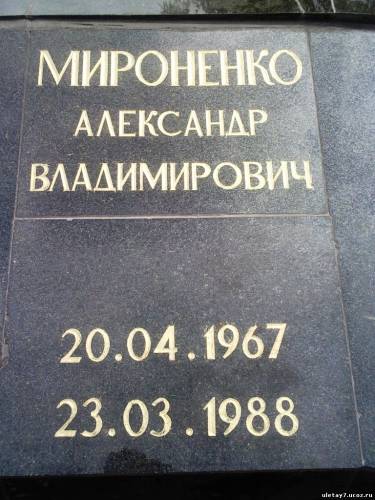 МИРОНЕНКО
АЛЕКСАНДР
ВЛАДИМИРОВИЧ
20.04.1967
23.03.1988
uletay7.ucoz.ru